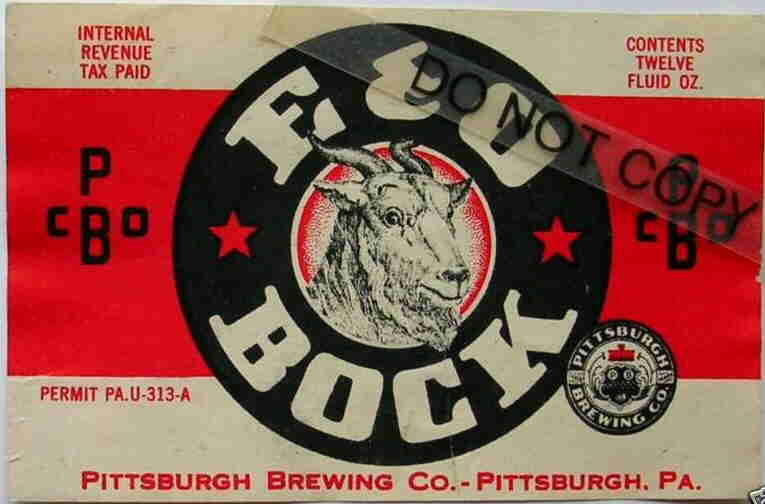 INTERNAL
REVENUE
TAX PAID
CONTENTS
TWELVE
FLUID OZ.
DO NOT COPY
BOCK
P
C B O
PERMIT PA.U-313-A
PITTSBURGH
BREWING CO.
PITTSBURGH BREWING CO.-PITTSBURGH. PA.